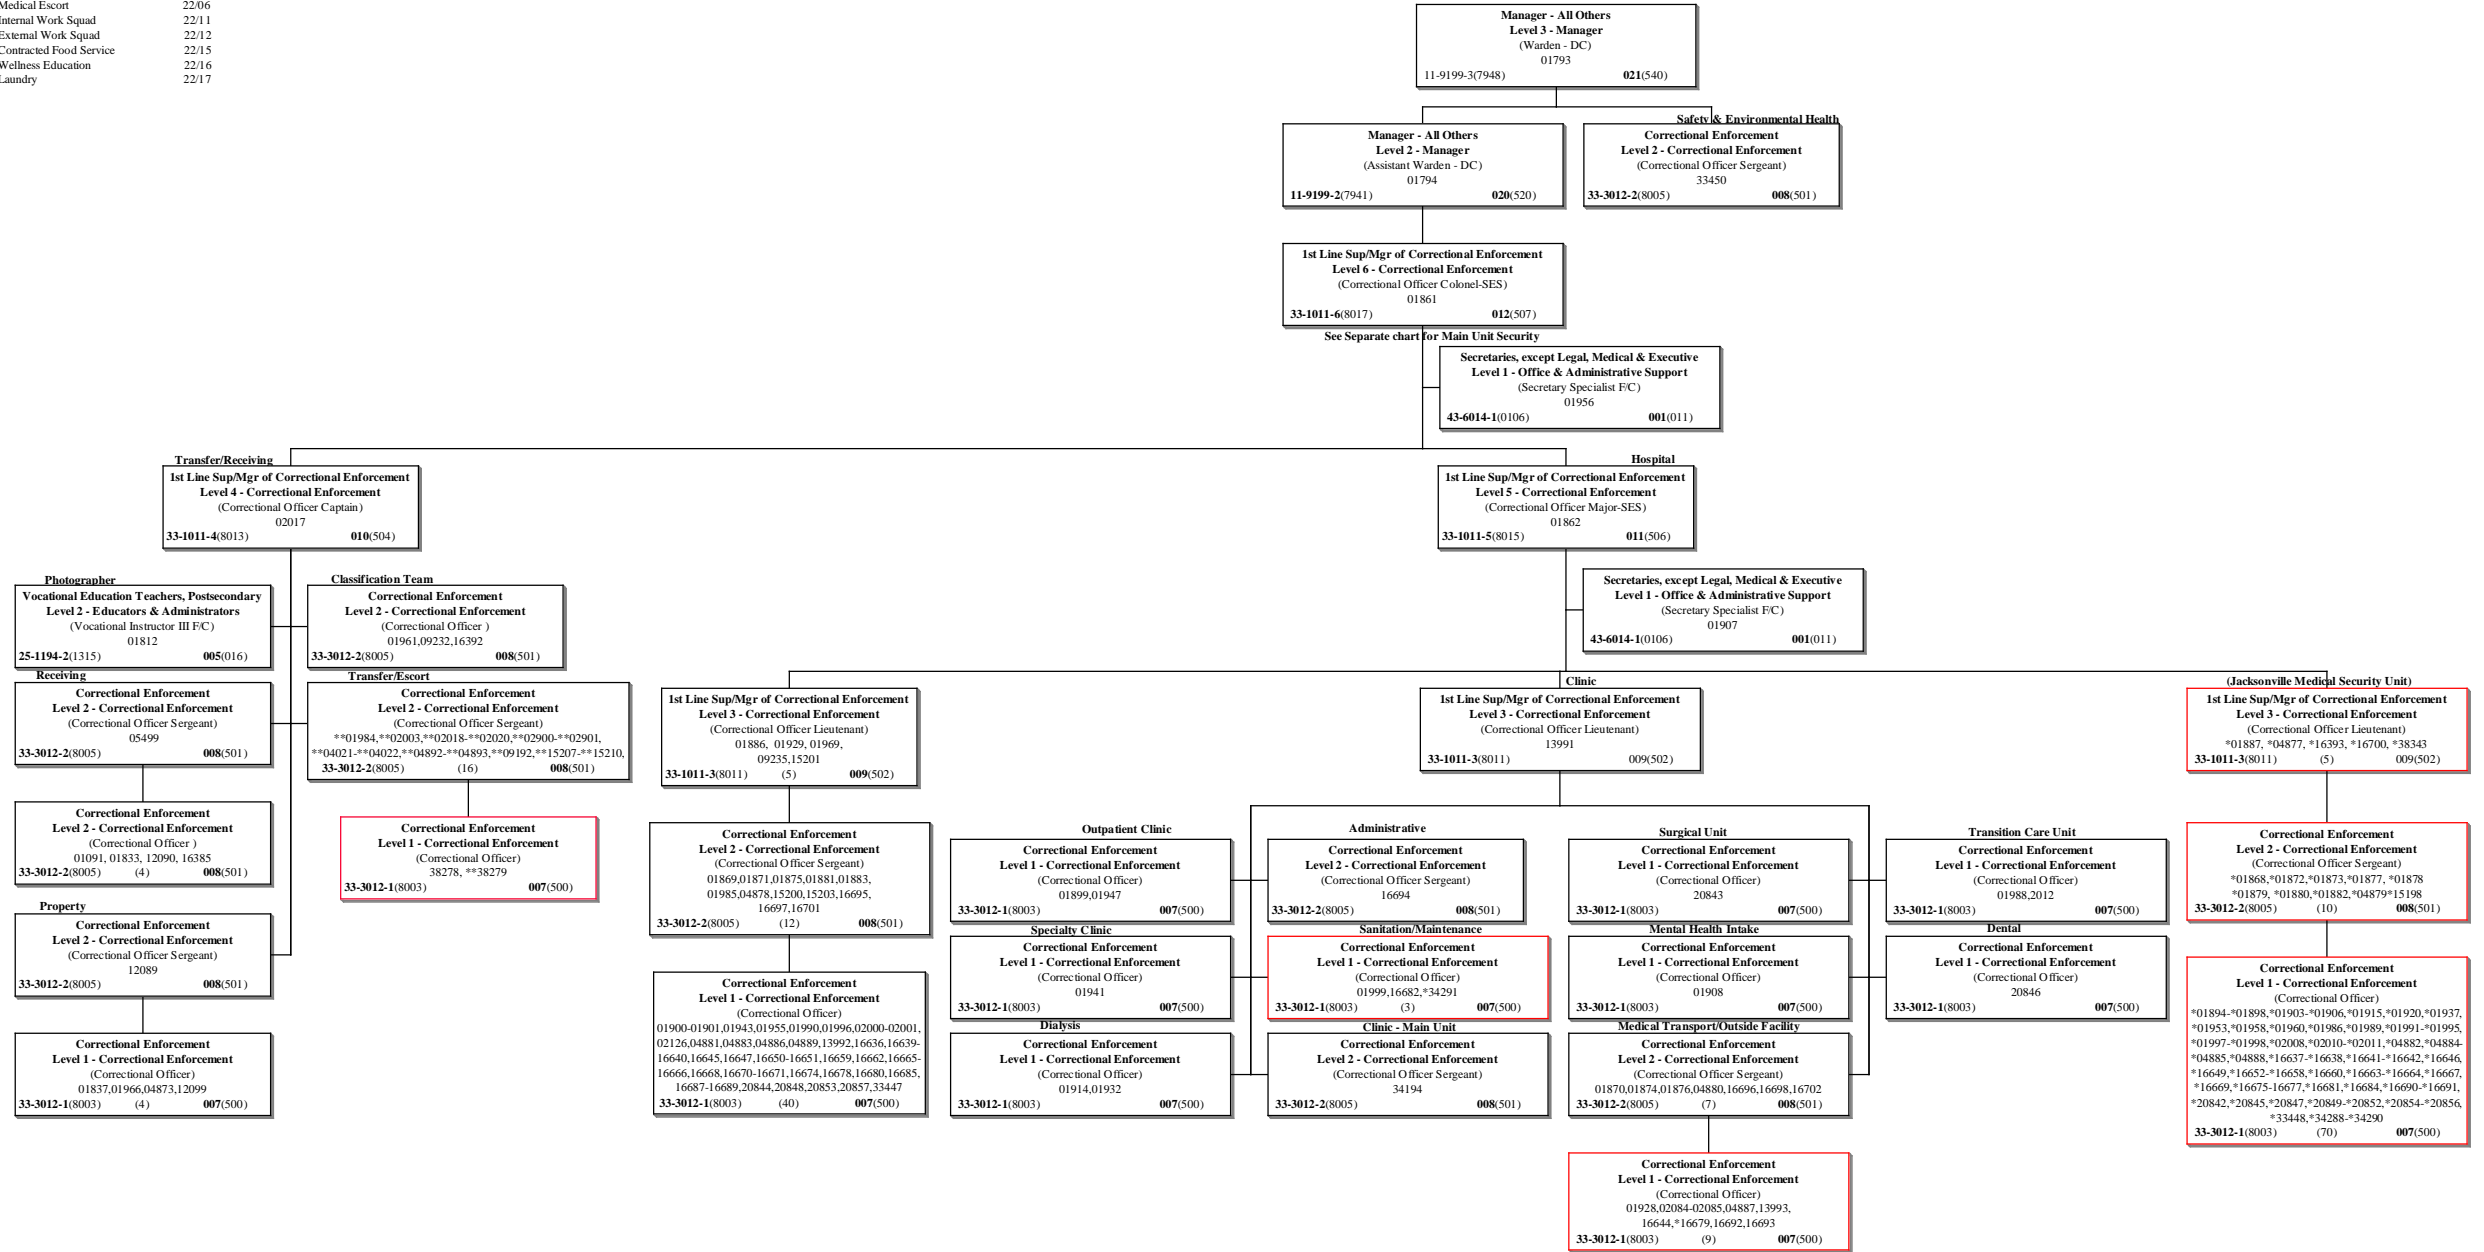 Medical Escort 22/06
Internal Work Squad 22/11
External Work Squad 22/12
Contracted Food Service 22/15
Wellness Education 22/16
Laundry 22/17
Manager - All Others
Level 3 - Manager
(Warden - DC)
01793
11-9199-3(7948) 021(540)
Manager - All Others
Level 2 - Manager
(Assistant Warden - DC)
01794
11-9199-2(7941) 020(520)
Safety & Environmental Health
Correctional Enforcement
Level 2 - Correctional Enforcement
(Correctional Officer Sergeant)
33450
33-3012-2(8005) 008(501)
1st Line Sup/Mgr of Correctional Enforcement
Level 6 - Correctional Enforcement
(Correctional Officer Colonel-SES)
01861
33-1011-6(8017) 012(507)
See Separate chart for Main Unit Security
Secretaries, except Legal, Medical & Executive
Level 1 - Office & Administrative Support
(Secretary Specialist F/C)
01956
43-6014-1(0106) 001(011)
Transfer/Receiving
1st Line Sup/Mgr of Correctional Enforcement
Level 4 - Correctional Enforcement
(Correctional Officer Captain)
02017
33-1011-4(8013) 010(504)
Hospital
1st Line Sup/Mgr of Correctional Enforcement
Level 5 - Correctional Enforcement
(Correctional Officer Major-SES)
01862
33-1011-5(8015) 011(506)
Photographer
Vocational Education Teachers, Postsecondary
Level 2 - Educators & Administrators
(Vocational Instructor III F/C)
01812
25-1194-2(1315) 005(016)
Classification Team
Correctional Enforcement
Level 2 - Correctional Enforcement
(Correctional Officer )
01961,09232,16392
33-3012-2(8005) 008(501)
Secretaries, except Legal, Medical & Executive
Level 1 - Office & Administrative Support
(Secretary Specialist F/C)
01907
43-6014-1(0106) 001(011)
Receiving
Correctional Enforcement
Level 2 - Correctional Enforcement
(Correctional Officer Sergeant)
05499
33-3012-2(8005) 008(501)
Transfer/Escort
Correctional Enforcement
Level 2 - Correctional Enforcement
(Correctional Officer Sergeant)
**01984,**02003,**02018-**02020,**02900-**02901,
**04021-**04022,**04892-**04893,**09192,**15207-**15210,
33-3012-2(8005) (16) 008(501)
Correctional Enforcement
Level 2 - Correctional Enforcement
(Correctional Officer )
01091, 01833, 12090, 16385
33-3012-2(8005) (4) 008(501)
Correctional Enforcement
Level 1 - Correctional Enforcement
(Correctional Officer)
38278, **38279
33-3012-1(8003) 007(500)
Property
Correctional Enforcement
Level 2 - Correctional Enforcement
(Correctional Officer Sergeant)
12089
33-3012-2(8005) 008(501)
Correctional Enforcement
Level 1 - Correctional Enforcement
(Correctional Officer)
01837,01966,04873,12099
33-3012-1(8003) (4) 007(500)
1st Line Sup/Mgr of Correctional Enforcement
Level 3 - Correctional Enforcement
(Correctional Officer Lieutenant)
01886, 01929, 01969,
09235,15201
33-1011-3(8011) (5) 009(502)
Correctional Enforcement
Level 2 - Correctional Enforcement
(Correctional Officer Sergeant)
01869,01871,01875,01881,01883,
01985,04878,15200,15203,16695,
16697,16701
33-3012-2(8005) (12) 008(501)
Correctional Enforcement
Level 1 - Correctional Enforcement
(Correctional Officer)
01900-01901,01943,01955,01990,01996,02000-02001,
02126,04881,04883,04886,04889,13992,16636,16639-
16640,16645,16647,16650-16651,16659,16662,16665-
16666,16668,16670-16671,16674,16678,16680,16685,
16687-16689,20844,20848,20853,20857,33447
33-3012-1(8003) (40) 007(500)
Clinic
1st Line Sup/Mgr of Correctional Enforcement
Level 3 - Correctional Enforcement
(Correctional Officer Lieutenant)
13991
33-1011-3(8011) 009(502)
Outpatient Clinic
Correctional Enforcement
Level 1 - Correctional Enforcement
(Correctional Officer)
01899,01947
33-3012-1(8003) 007(500)
Administrative
Correctional Enforcement
Level 2 - Correctional Enforcement
(Correctional Officer Sergeant)
16694
33-3012-2(8005) 008(501)
Surgical Unit
Correctional Enforcement
Level 1 - Correctional Enforcement
(Correctional Officer)
20843
33-3012-1(8003) 007(500)
Transition Care Unit
Correctional Enforcement
Level 1 - Correctional Enforcement
(Correctional Officer)
01988,2012
33-3012-1(8003) 007(500)
Specialty Clinic
Correctional Enforcement
Level 1 - Correctional Enforcement
(Correctional Officer)
01941
33-3012-1(8003) 007(500)
Sanitation/Maintenance
Correctional Enforcement
Level 1 - Correctional Enforcement
(Correctional Officer)
01999,16682,*34291
33-3012-1(8003) (3) 007(500)
Mental Health Intake
Correctional Enforcement
Level 1 - Correctional Enforcement
(Correctional Officer)
01908
33-3012-1(8003) 007(500)
Dental
Correctional Enforcement
Level 1 - Correctional Enforcement
(Correctional Officer)
20846
33-3012-1(8003) 007(500)
Dialysis
Correctional Enforcement
Level 1 - Correctional Enforcement
(Correctional Officer)
01914,01932
33-3012-1(8003) 007(500)
Clinic - Main Unit
Correctional Enforcement
Level 2 - Correctional Enforcement
(Correctional Officer Sergeant)
34194
33-3012-2(8005) 008(501)
Medical Transport/Outside Facility
Correctional Enforcement
Level 2 - Correctional Enforcement
(Correctional Officer Sergeant)
01870,01874,01876,04880,16696,16698,16702
33-3012-2(8005) (7) 008(501)
Correctional Enforcement
Level 1 - Correctional Enforcement
(Correctional Officer)
01928,02084-02085,04887,13993,
16644,*16679,16692,16693
33-3012-1(8003) (9) 007(500)
(Jacksonville Medical Security Unit)
1st Line Sup/Mgr of Correctional Enforcement
Level 3 - Correctional Enforcement
(Correctional Officer Lieutenant)
*01887, *04877, *16393, *16700, *38343
33-1011-3(8011) (5) 009(502)
Correctional Enforcement
Level 2 - Correctional Enforcement
(Correctional Officer Sergeant)
*01868,*01872,*01873,*01877, *01878
*01879, *01880,*01882,*04879*15198
33-3012-2(8005) (10) 008(501)
Correctional Enforcement
Level 1 - Correctional Enforcement
(Correctional Officer)
*01894-*01898,*01903-*01906,*01915,*01920,*01937,
*01953,*01958,*01960,*01986,*01989,*01991-*01995,
*01997-*01998,*02008,*02010-*02011,*04882,*04884-
*04885,*04888,*16637-*16638,*16641-*16642,*16646,
*16649,*16652-*16658,*16660,*16663-*16664,*16667,
*16669,*16675-16677,*16681,*16684,*16690-*16691,
*20842,*20845,*20847,*20849-*20852,*20854-*20856,
*33448,*34288-*34290
33-3012-1(8003) (70) 007(500)